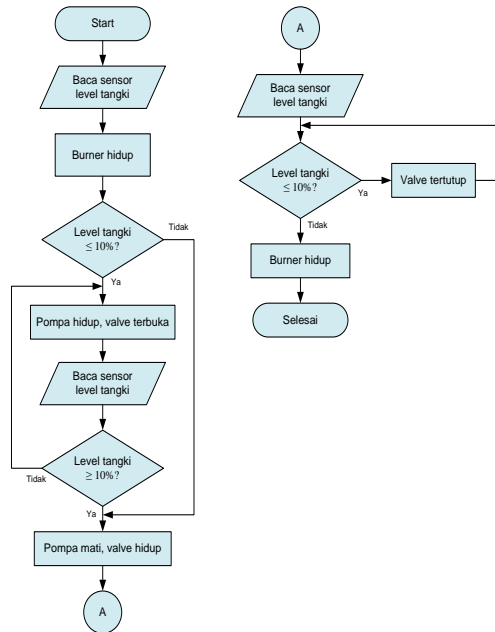 Start
Baca sensor
level tangki
Burner hidup
Level tangki
≤ 10%?
Tidak
Ya
Pompa hidup, valve terbuka
Baca sensor
level tangki
Level tangki
≥ 10%?
Tidak
Ya
Pompa mati, valve hidup
A
A
Baca sensor
level tangki
Level tangki
≤ 10%?
Ya
Valve tertutup
Tidak
Burner hidup
Selesai